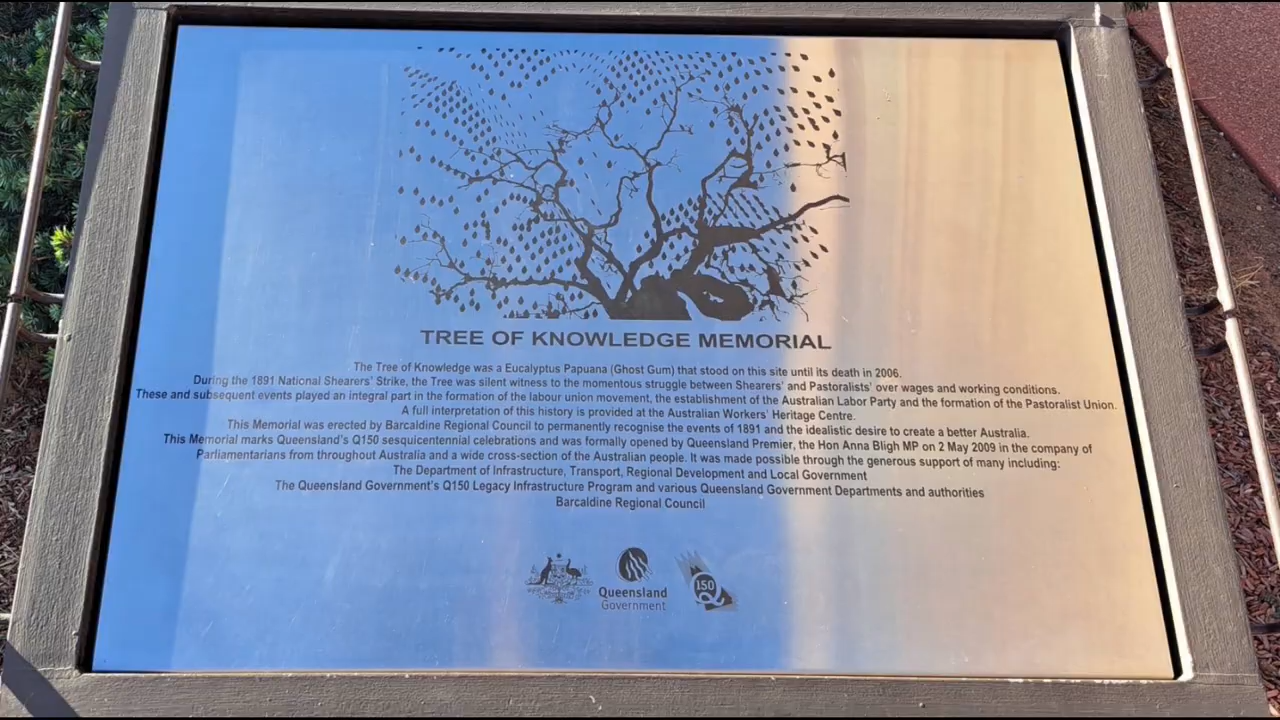 TREE OF KNOWLEDGE MEMORIAL
The Tree of Knowledge was a Eucalyptus Papuana (Ghost Gum) that stood on this site until its death in 2006.
During the 1891 National Shearers' Strike, the Tree was silent witness to the momentous struggle between Shearers' and Pastoralists' over wages and working conditions.
These and subsequent events played an integral part in the formation of the labour union movement, the establishment of the Australian Labor Party and the formation of the Pastoralist Union.
A full interpretation of this history is provided at the Australian Workers' Heritage Centre.
This Memorial was erected by Barcaldine Regional Council to permanently recognise the events of 1891 and the idealistic desire to create a better Australia.
This Memorial marks Queensland's Q150 sesquicentennial celebrations and was formally opened by Queensland Premier, the Hon Anna Bligh MP on 2 May 2009 in the company of
Parliamentarians from throughout Australia and a wide cross-section of the Australian people. It was made possible through the generous support of many including:
The Department of Infrastructure, Transport, Regional Development and Local Government
The Queensland Government's Q150 Legacy Infrastructure Program and various Queensland Government Departments and authorities
Barcaldine Regional Council
Queensland
Government
150
Q